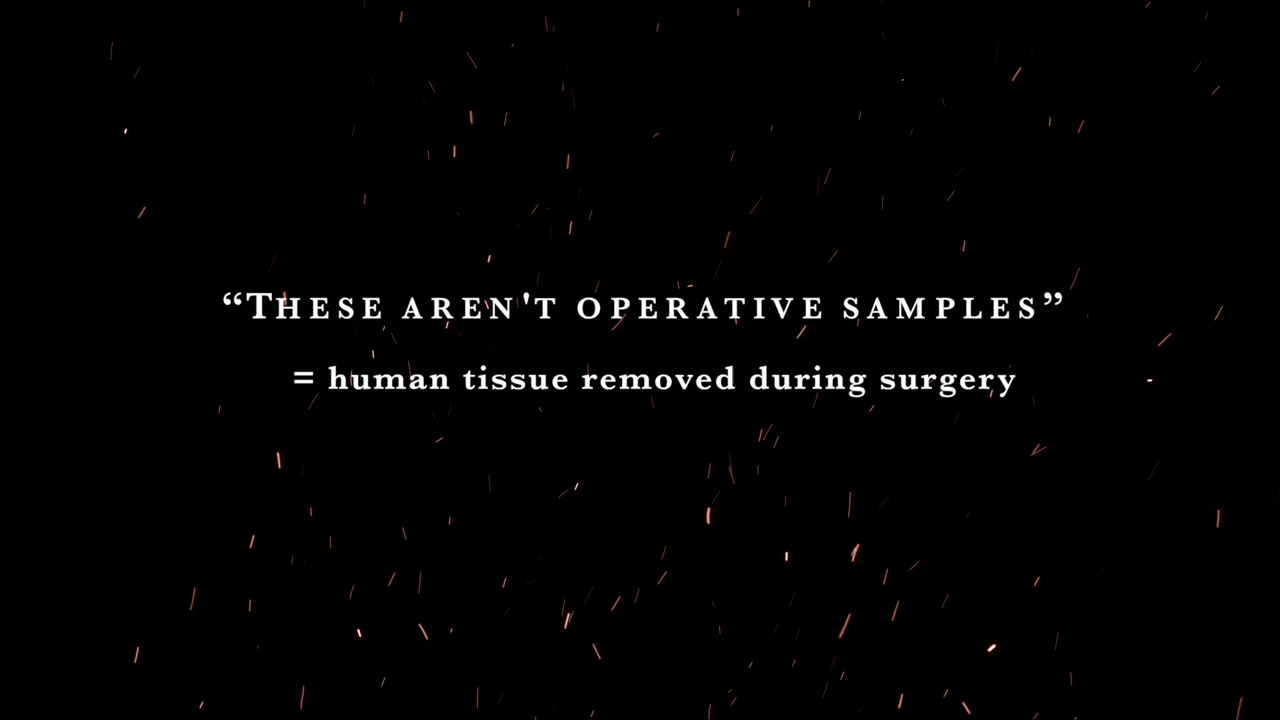 “THESE AREN'T OPERATIVE SAMPLES”
= human tissue removed during surgery